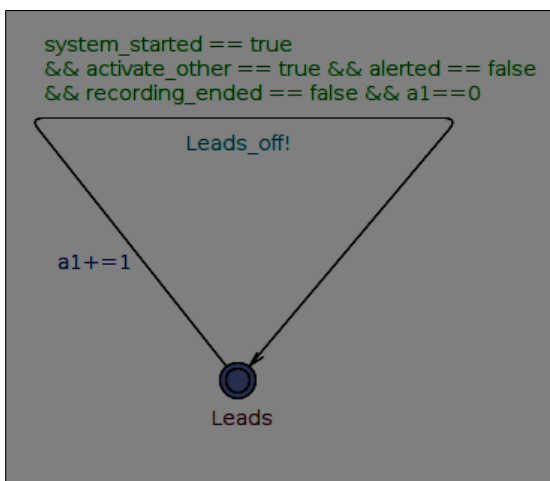 system_started == true
&& activate_other == true && alerted == false
&& recording_ended == false && a1==0
Leads_off!
a1+=1
Leads